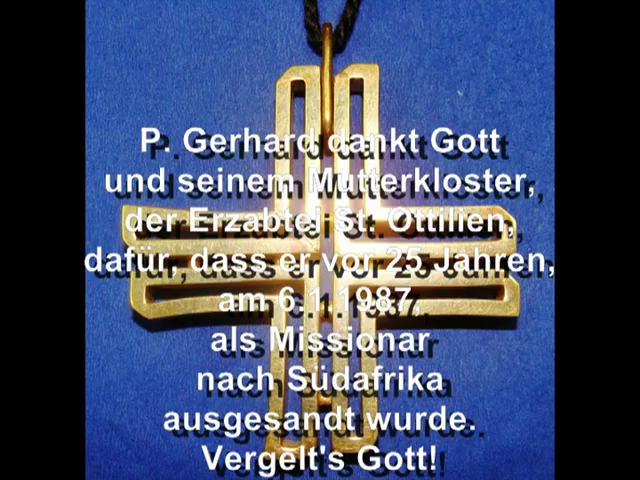 P. Gerhard dankt Gott
und seinem Mutterkloster,
der Erzabtei St. Ottilien,
dafür, dass er vor 25 Jahren,
am 6.1.1987,
als Missionar
nach Südafrika
ausgesandt wurde.
Vergelt's Gott!